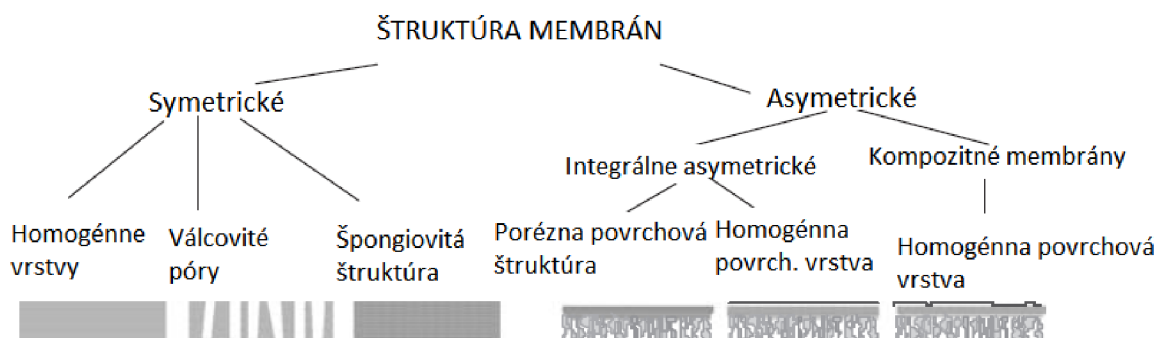 ŠTRUKTÚRA MEMBRÁN
Symetrické
Asymetrické
Integrálne asymetrické
Kompozitné membrány
Homogénne
vrstvy
Válcovité
póry
Špongiovitá
štruktúra
Porézna povrchová
štruktúra
Homogénna
povrch. vrstva
Homogénna povrchová
vrstva